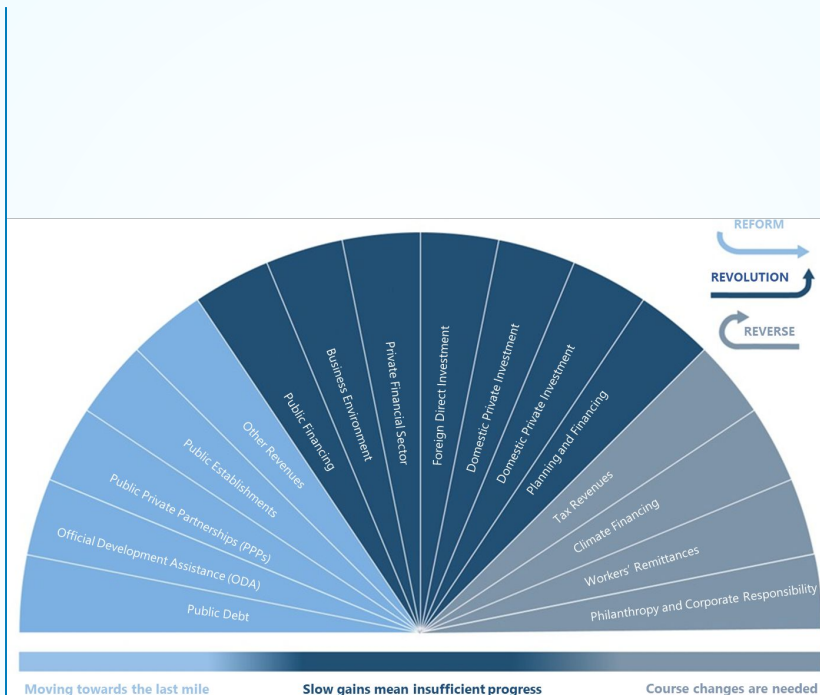 REFORM
REVOLUTION
REVERSE
Public Debt
Official Development Assistance (ODA)
Public Private Partnerships (PPPs)
Public Establishments
Other Revenues
Public Financing
Business Environment
Private Financial Sector
Foreign Direct Investment
Domestic Private Investment
Domestic Private Investment
Planning and Financing
Tax Revenues
Climate Financing
Workers' Remittances
Philanthropy and Corporate Responsibility
Moving towards the last mile
Slow gains mean insufficient progress
Course changes are needed